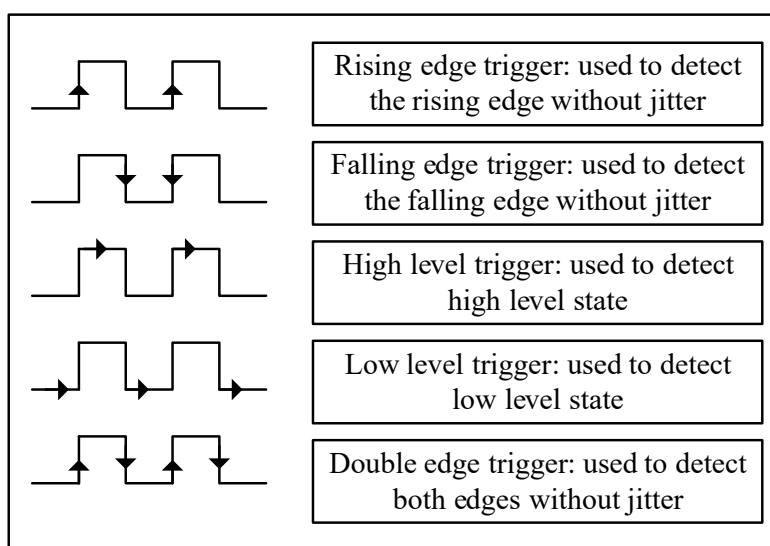 Rising edge trigger: used to detect
the rising edge without jitter
Falling edge trigger: used to detect
the falling edge without jitter
High level trigger: used to detect
high level state
Low level trigger: used to detect
low level state
Double edge trigger: used to detect
both edges without jitter